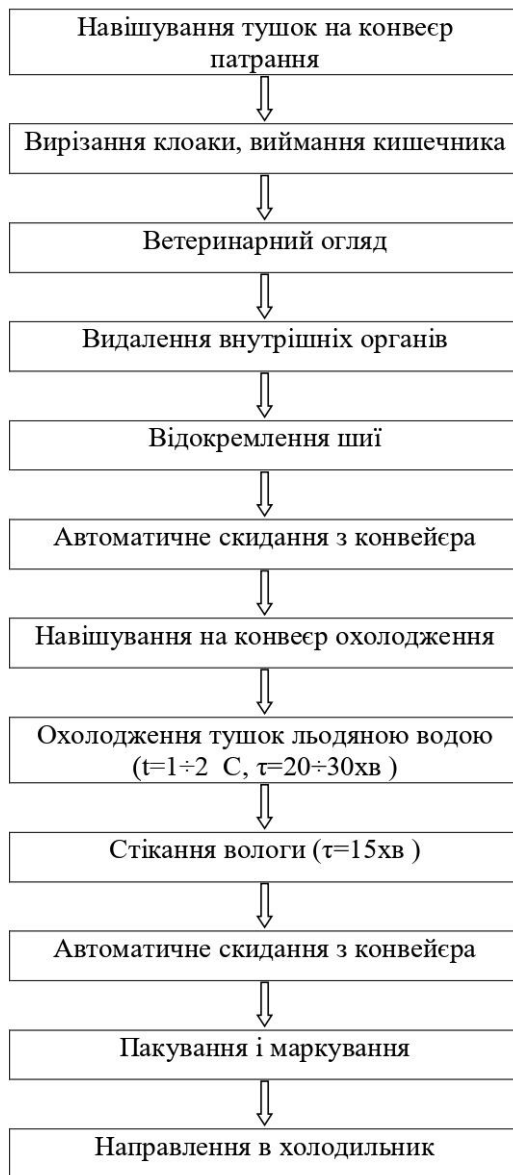 Навішування тушок на конвеєр
патрання
Вирізання клоаки, виймання кишечника
Ветеринарний огляд
Видалення внутрішніх органів
Відокремлення шиї
Автоматичне скидання з конвейєра
Навішування на конвеєр охолодження
Охолодження тушок льодяною водою
(t=1÷2 С, τ=20÷30хв )
Стікання вологи (τ=15хв )
Автоматичне скидання з конвейєра
Пакування і маркування
Направлення в холодильник